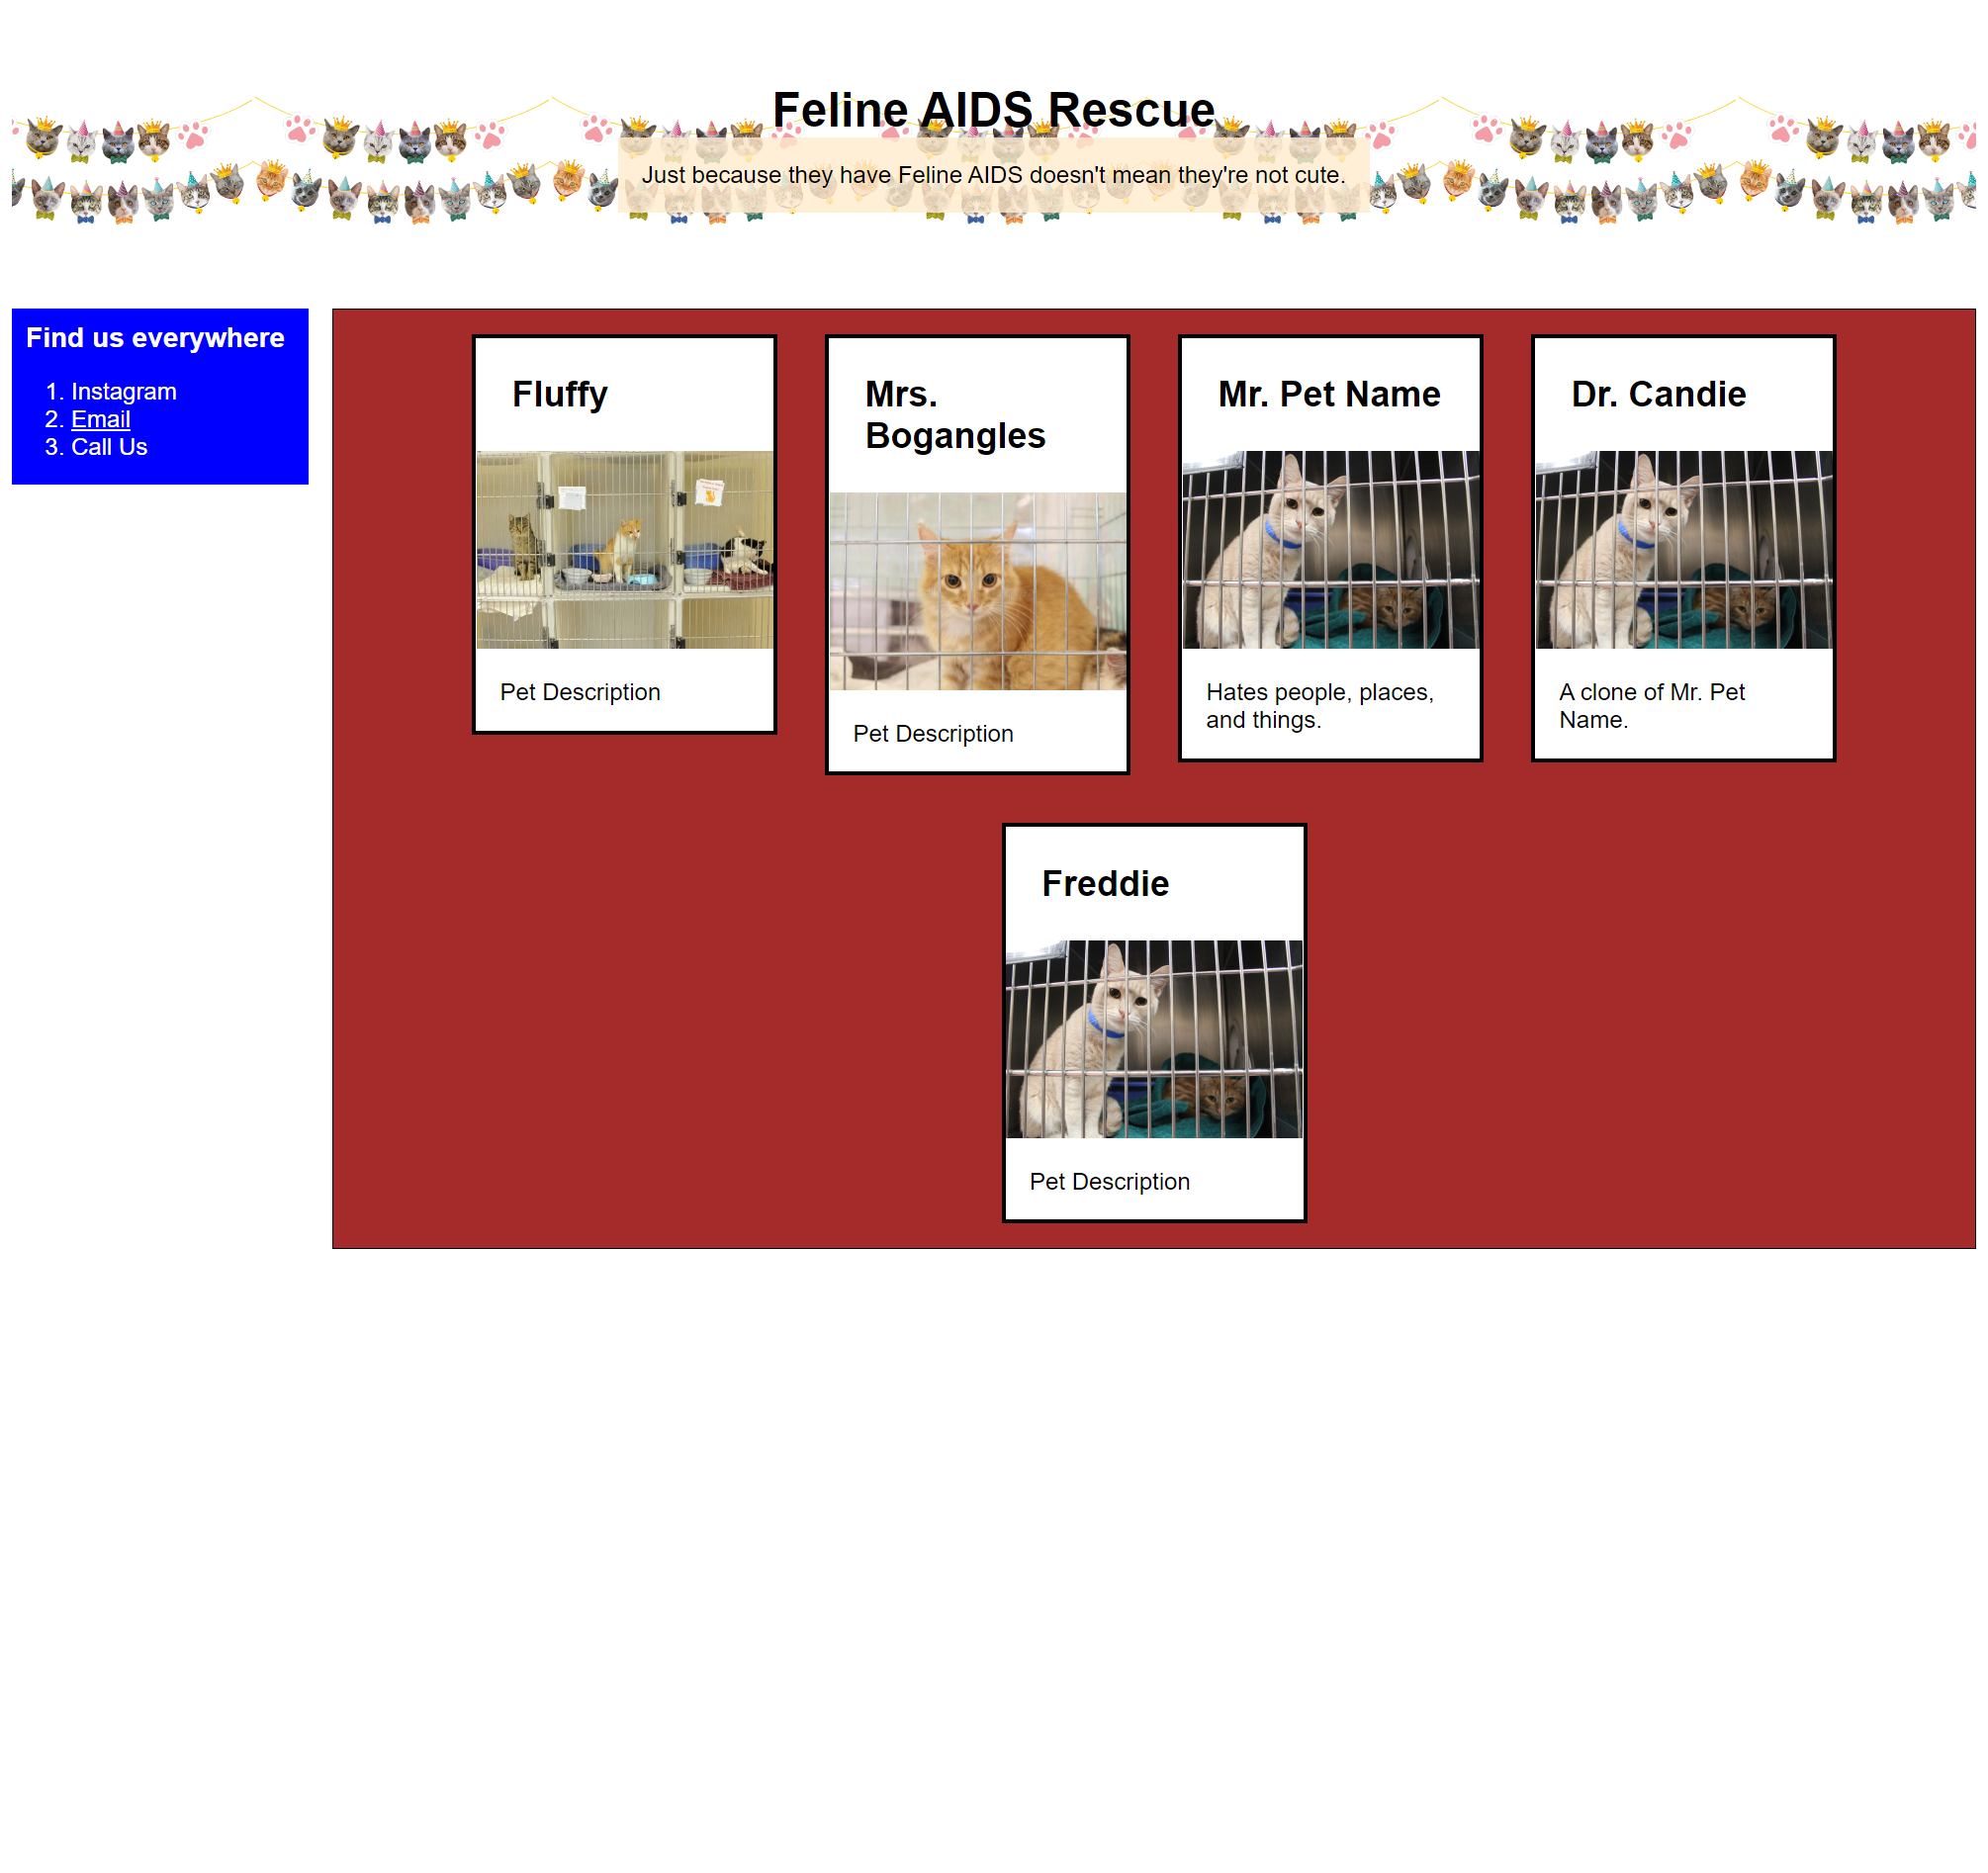 Feline AIDS Rescue
Just because they have Feline AIDS doesn't mean they're not cute.
Find us everywhere
1. Instagram
2. Email
3. Call Us
Fluffy
Pet Description
Mrs.
Bogangles
Pet Description
Mr. Pet Name
Hates people, places,
and things.
Dr. Candie
A clone of Mr. Pet
Name.
Freddie
Pet Description